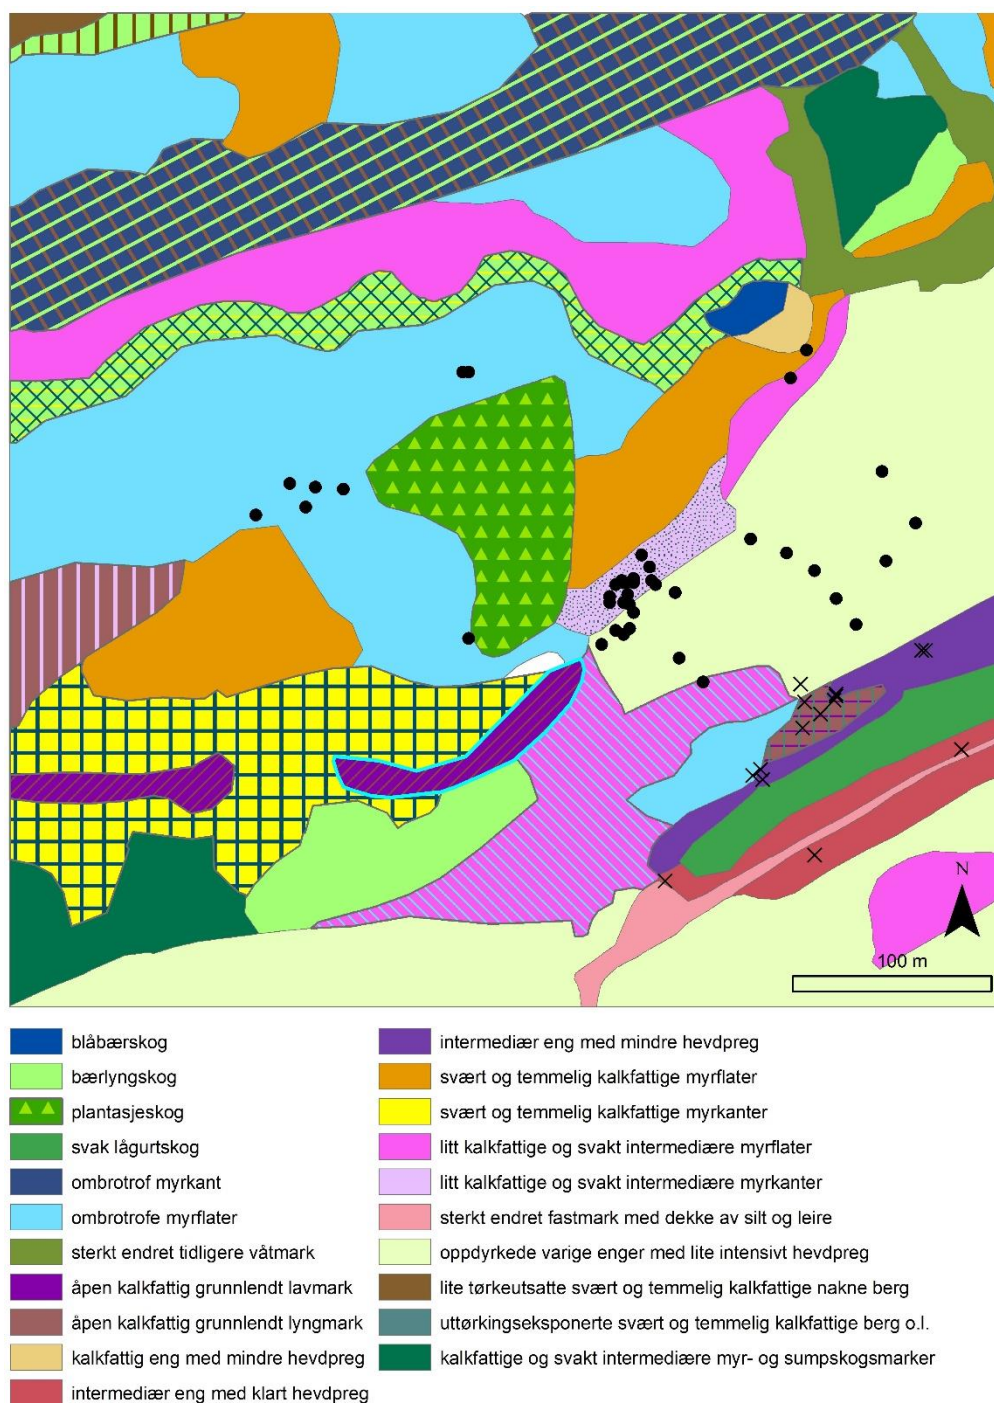 N
100 m
blåbærskog
bærlyngskog
plantasjeskog
svak lågurtskog
ombrotrof myrkant
ombrotrofe myrflater
sterkt endret tidligere våtmark
åpen kalkfattig grunnlendt lavmark
åpen kalkfattig grunnlendt lyngmark
kalkfattig eng med mindre hevdpreg
intermediær eng med klart hevdpreg
intermediær eng med mindre hevdpreg
svært og temmelig kalkfattige myrflater
svært og temmelig kalkfattige myrkanter
litt kalkfattige og svakt intermediære myrflater
litt kalkfattige og svakt intermediære myrkanter
sterkt endret fastmark med dekke av silt og leire
oppdyrkede varige enger med lite intensivt hevdpreg
lite tørkeutsatte svært og temmelig kalkfattige nakne berg
uttørkingseksponerte svært og temmelig kalkfattige berg o.l.
kalkfattige og svakt intermediære myr- og sumpskogsmarker